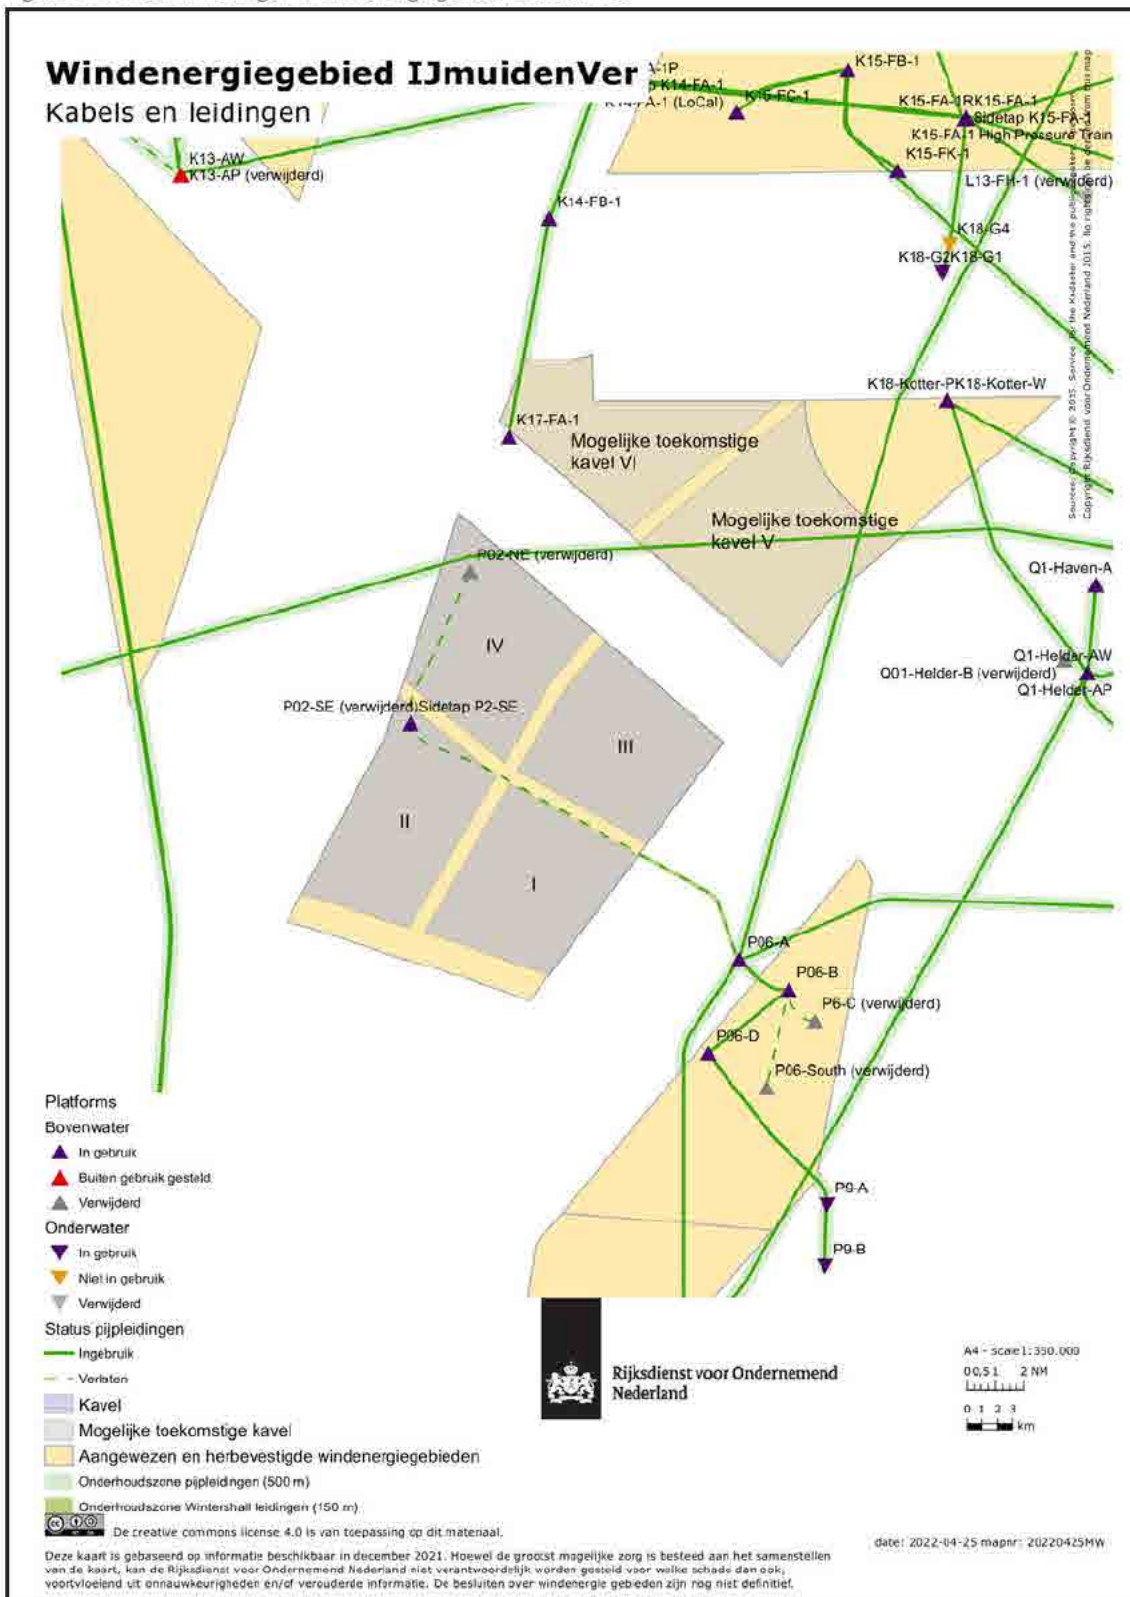 Windenergiegebied IJmuidenVer
Kabels en leidingen
K14-FA-1
(LoCal)
K15-FC-1
K15-FB-1
K15-FA-1RK15-FA-1
Sidetap K15-FA-1
K15-FA-1 High Pressure Train
K15-FK-1
L13-FH-1 (verwijderd)
K13-AW
K13-AP (verwijderd)
K14-FB-1
K18-G4
K18-G2K18-G1
K18-Kotter-PK18-Kotter-W
K17-FA-1
Mogelijke toekomstige
kavel VI
Mogelijke toekomstige
kavel V
P02-NE (verwijderd)
Q1-Haven-A
IV
Q1-Helder-AW
Q01-Helder-B (verwijderd)
Q1-Helder-AP
P02-SE (verwijderd)Sidetap P2-SE
III
II
I
P06-A
P06-B
P6-C (verwijderd)
P06-D
P06-South (verwijderd)
P9-A
P9-B
Platforms
Bovenwater
In gebruik
Buiten gebruik gesteld
Verwijderd
Onderwater
In gebruik
Niet in gebruik
Verwijderd
Status pijpleidingen
Ingebruik
Verlaten
Kavel
Mogelijke toekomstige kavel
Aangewezen en herbevestigde windenergiegebieden
Onderhoudszone pijpleidingen (500 m)
Onderhoudszone Wintershall leidingen (150 m)
Rijksdienst voor Ondernemend
Nederland
A4 - scale1:350.000
00,5 1 2 NM
0 1 2 3
km
De creative commons license 4.0 is van toepassing op dit materiaal.
date: 2022-04-25 mapnr: 20220425MW
Deze kaart is gebaseerd op informatie beschikbaar in december 2021. Hoewel de grootst mogelijke zorg is besteed aan het samenstellen
van de kaart, kan de Rijksdienst voor Ondernemend Nederland niet verantwoordelijk worden gesteld voor welke schade dan ook,
voortvloeiend uit onnauwkeurigheden en/of verouderde informatie. De besluiten over windenergie gebieden zijn nog niet definitief.